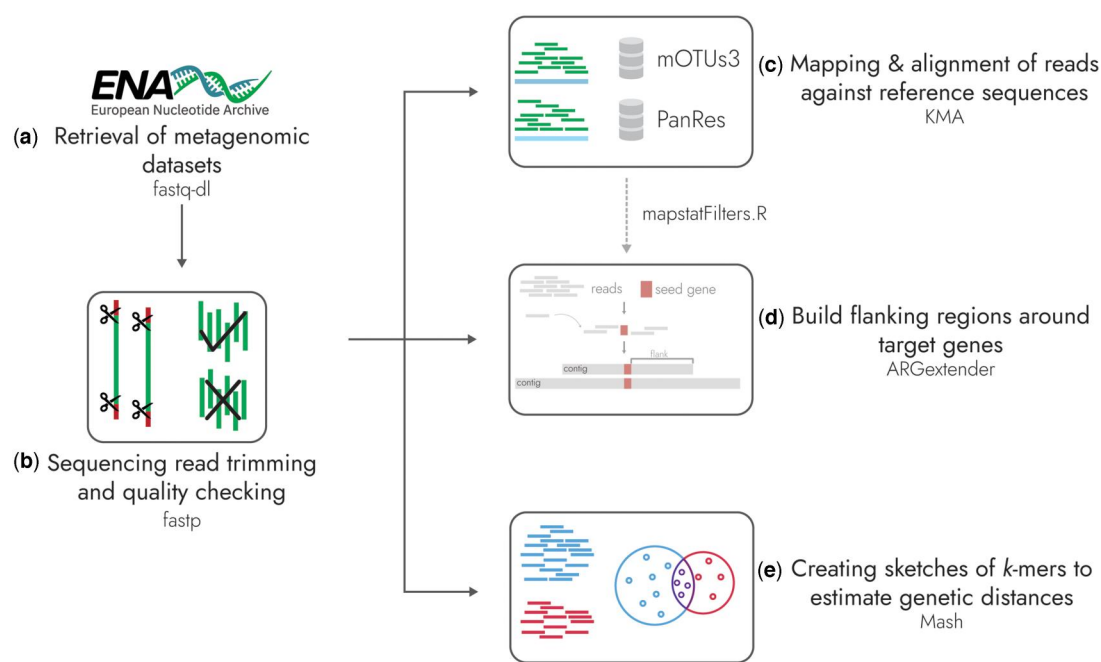 ENA
European Nucleotide Archive
(a) Retrieval of metagenomic
datasets
fastq-dl
(b) Sequencing read trimming
and quality checking
fastp
mOTUs3
PanRes
(c) Mapping & alignment of reads
against reference sequences
KMA
mapstatFilters.R
reads
seed gene
flank
contig
contig
(d) Build flanking regions around
target genes
ARGextender
(e) Creating sketches of k-mers to
estimate genetic distances
Mash